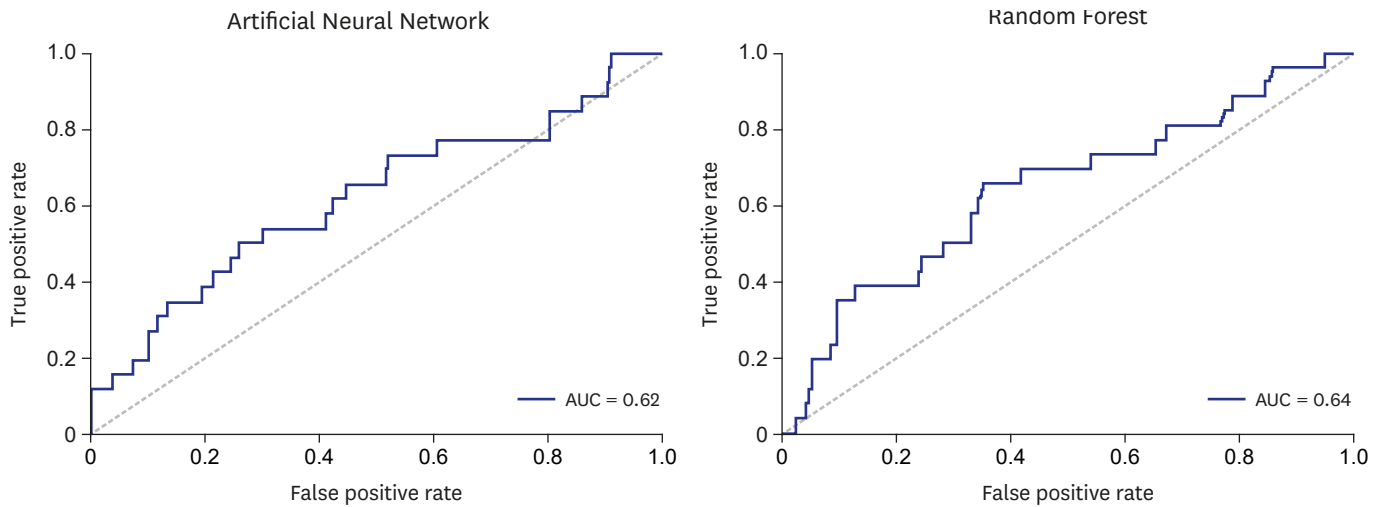 Artificial Neural Network
1.0
0.8
0.6
0.4
0.2
0
True positive rate
0 0.2 0.4 0.6 0.8 1.0
False positive rate
AUC = 0.62
Random Forest
1.0
0.8
0.6
0.4
0.2
0
True positive rate
0 0.2 0.4 0.6 0.8 1.0
False positive rate
AUC = 0.64